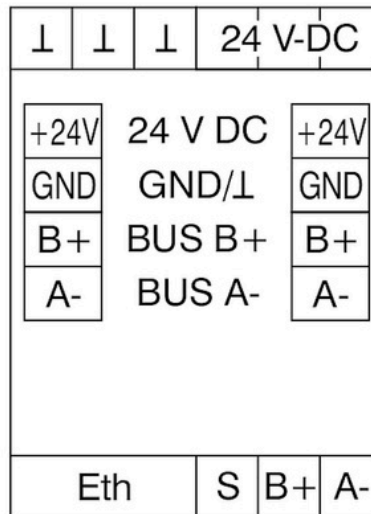 ⊥ ⊥ ⊥ 24 V-DC
+24V 24 V DC +24V
GND GND/⊥ GND
B+ BUS B+ B+
A- BUS A- A-
Eth S B+ A-